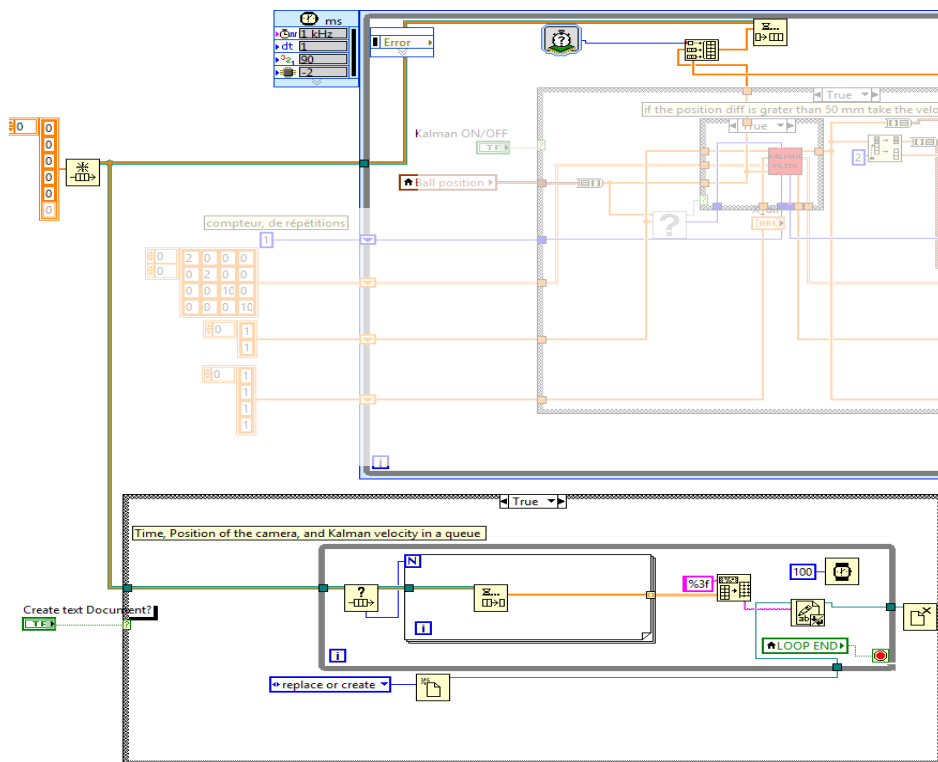 ms
1 kHz
dt 1
90
-2
Error
True
if the position diff is grater than 50 mm take the velo
Kalman ON/OFF
TF
True
KALMAN
FILTER
2
Ball position
0
0
0
0
0
0
0
compteur, de répétitions
1
?
0
0
2 0 0 0
0 2 0 0
0 0 10 0
0 0 0 10
0
1
1
0
1
1
1
1
i
True
Time, Position of the camera, and Kalman velocity in a queue
N
?
%3f
100
ab
Create text Document?
TF
i
i
LOOP END
replace or create